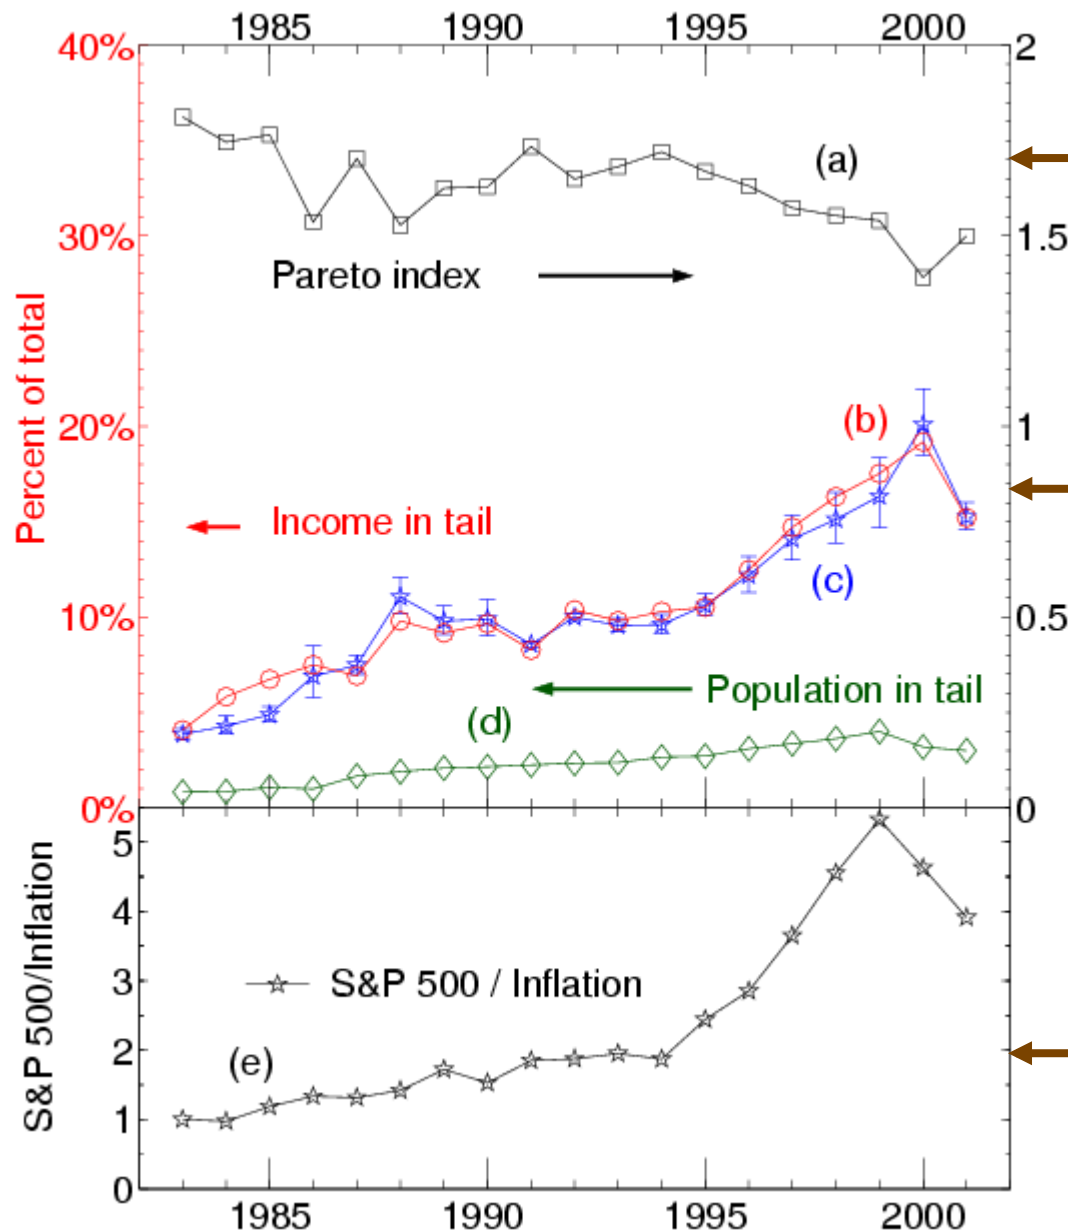 1985 1990 1995 2000
40% 2
(a)
30% 1.5
Pareto index
Percent of total
(b)
20% 1
Income in tail
(c)
10% 0.5
Population in tail
(d)
0% 0
S&P 500/Inflation
5
4
3
S&P 500 / Inflation
2
(e)
1
0
1985 1990 1995 2000